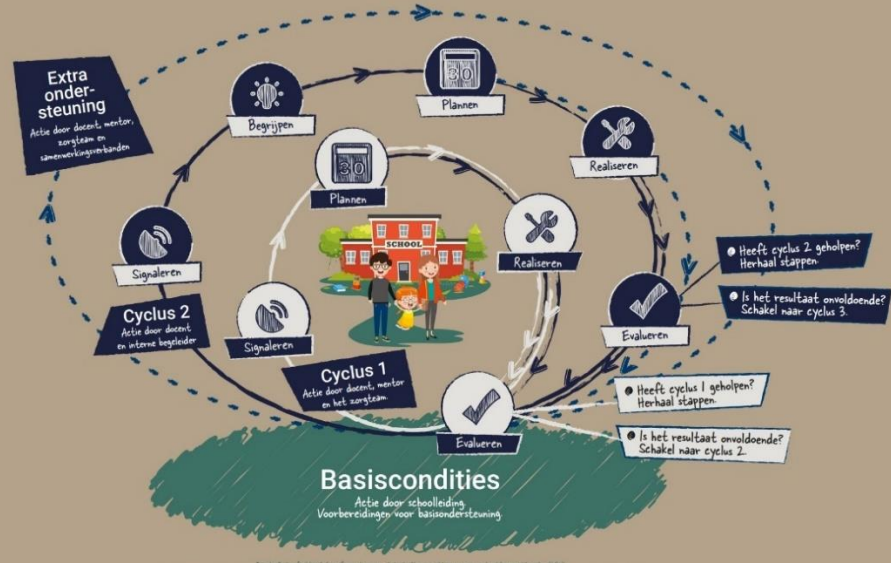 Extra
onder-
steuning
Actie door docent, mentor,
zorgteam en
samenwerkingsverbanden
Begrijpen
30
Plannen
Realiseren
30
Plannen
Realiseren
SCHOOL
Signaleren
Cyclus 2
Actie door docent
en interne begeleider
Signaleren
Cyclus 1
Actie door docent, mentor
en het zorgteam.
Evalueren
Heeft cyclus 2 geholpen?
Herhaal stappen.
Is het resultaat onvoldoende?
Schakel naar cyclus 3.
Evalueren
Heeft cyclus 1 geholpen?
Herhaal stappen.
Is het resultaat onvoldoende?
Schakel naar cyclus 2.
Basiscondities
Actie door schoolleiding.
Voorbereidingen voor basisondersteuning.